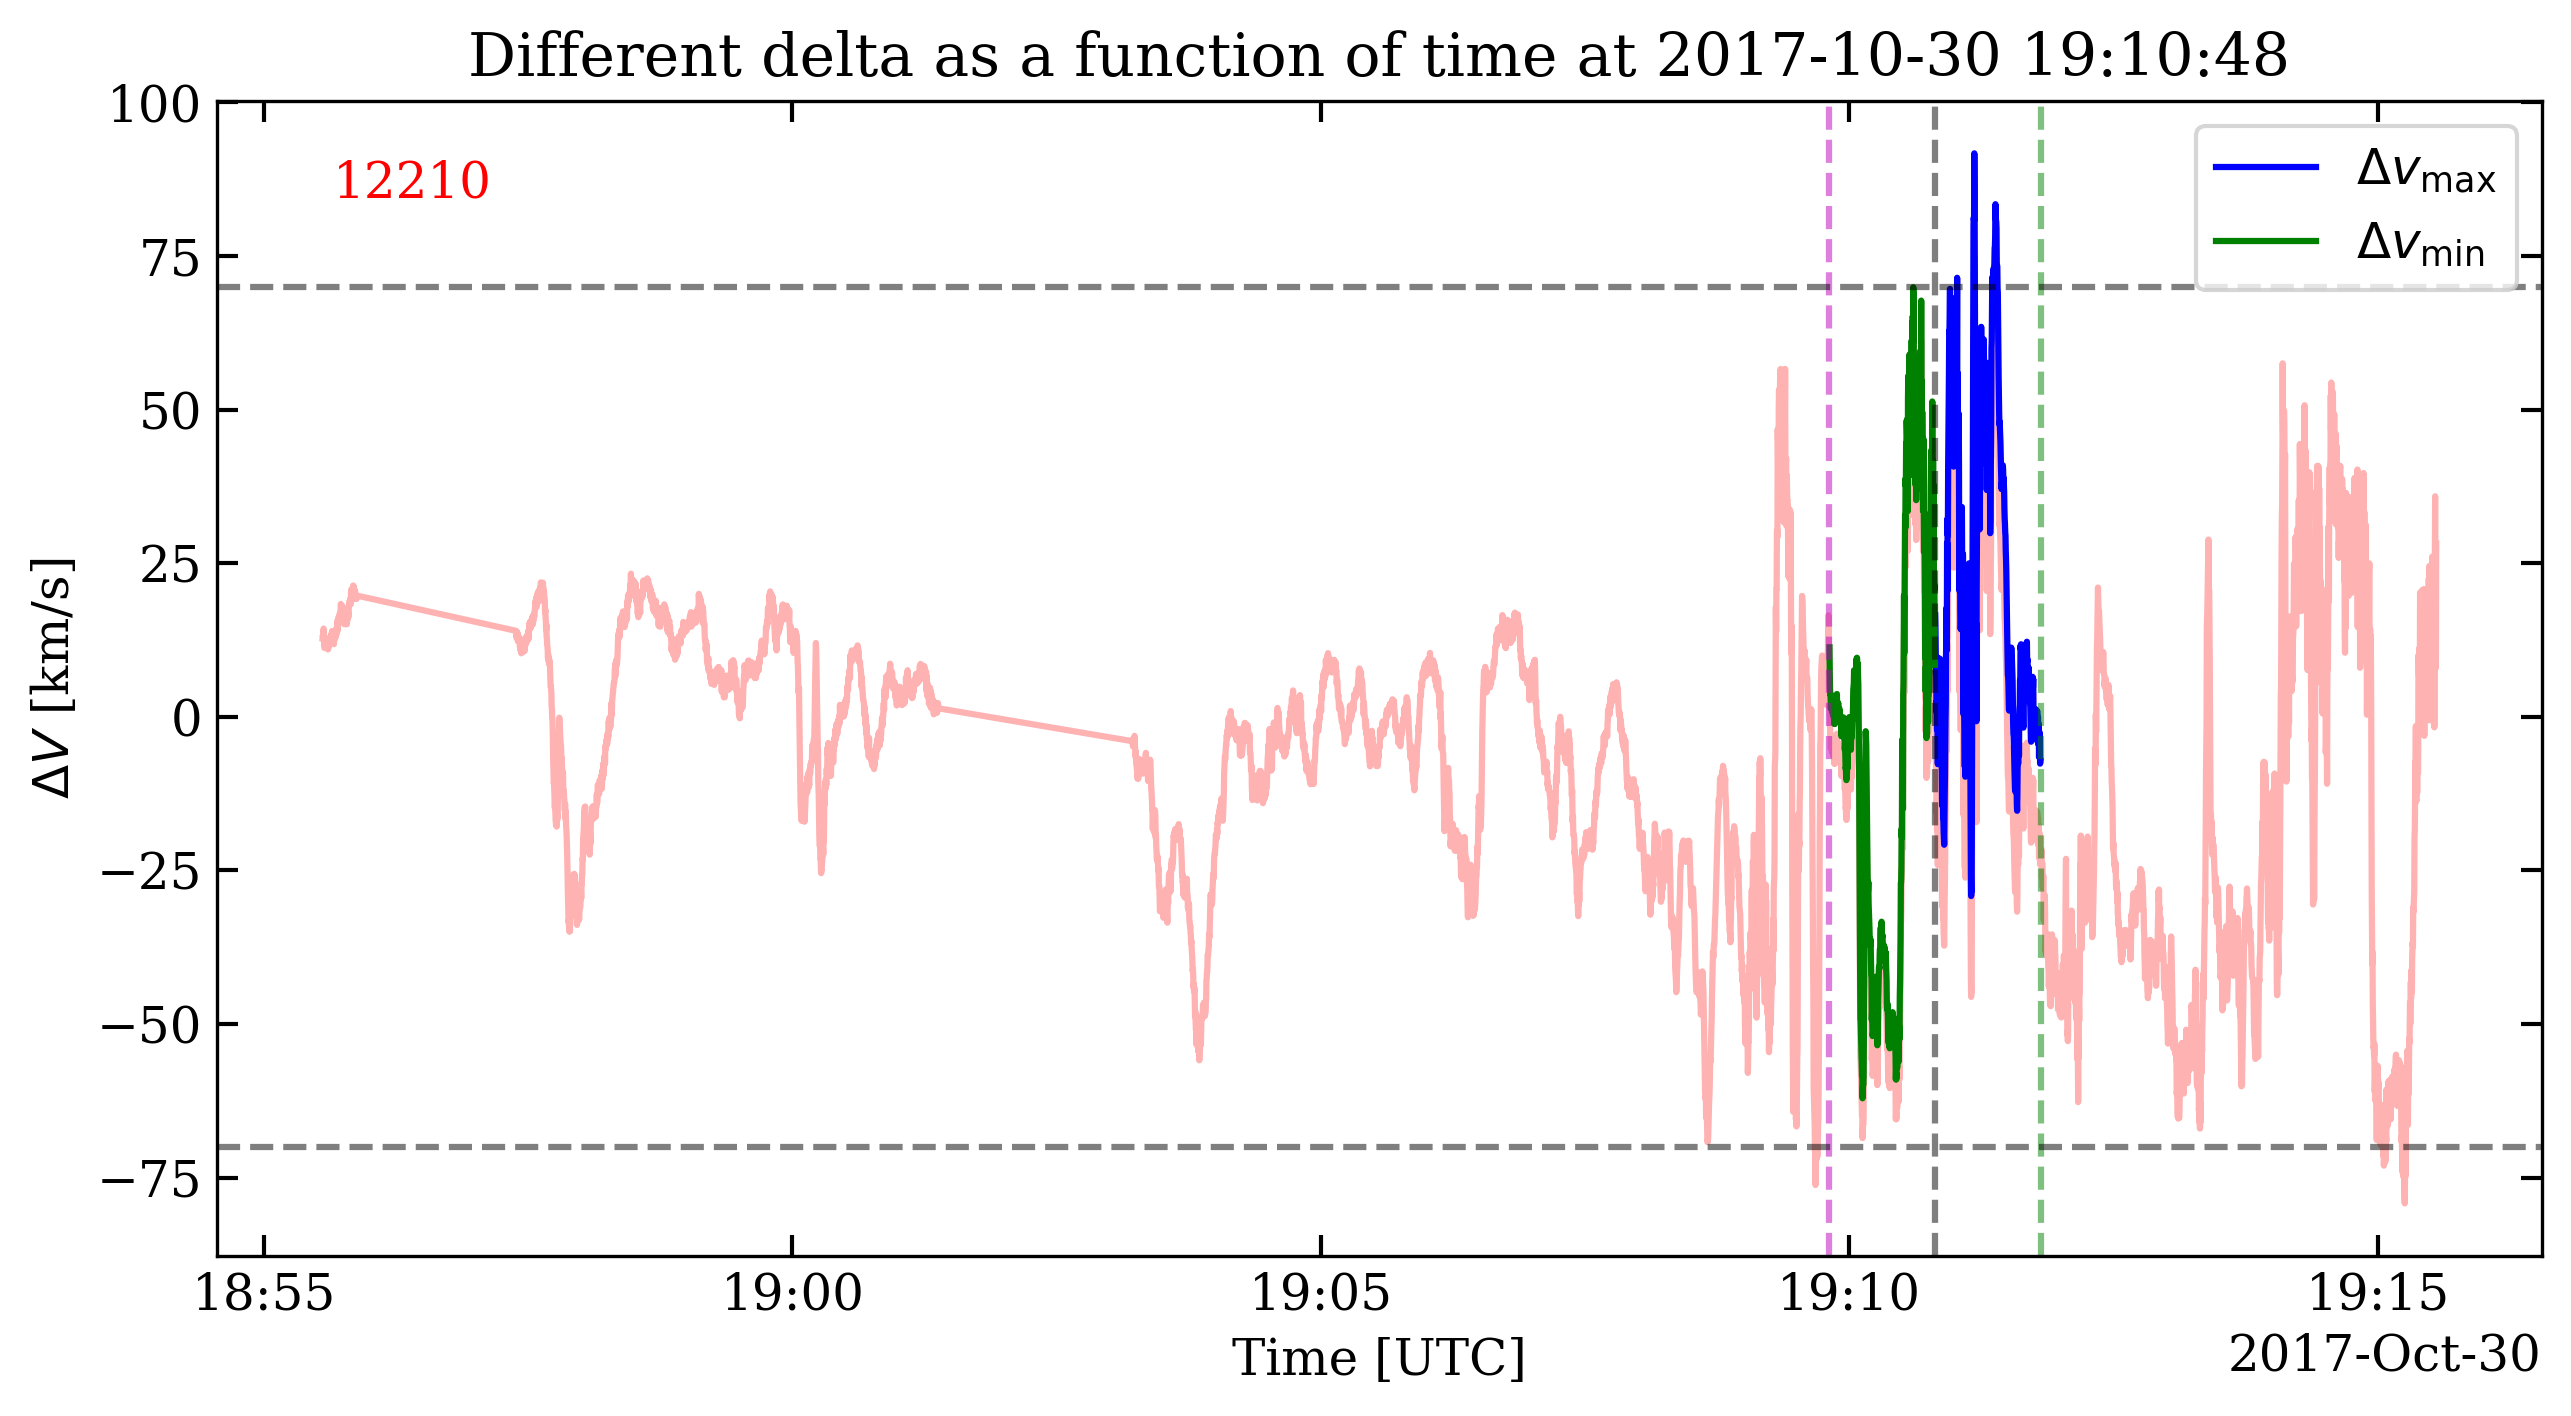 Different delta as a function of time at 2017-10-30 19:10:48
100
75
50
25
0
−25
−50
−75
ΔV [km/s]
12210
Δv_max
Δv_min
18:55
19:00
19:05
19:10
19:15
Time [UTC]
2017-Oct-30